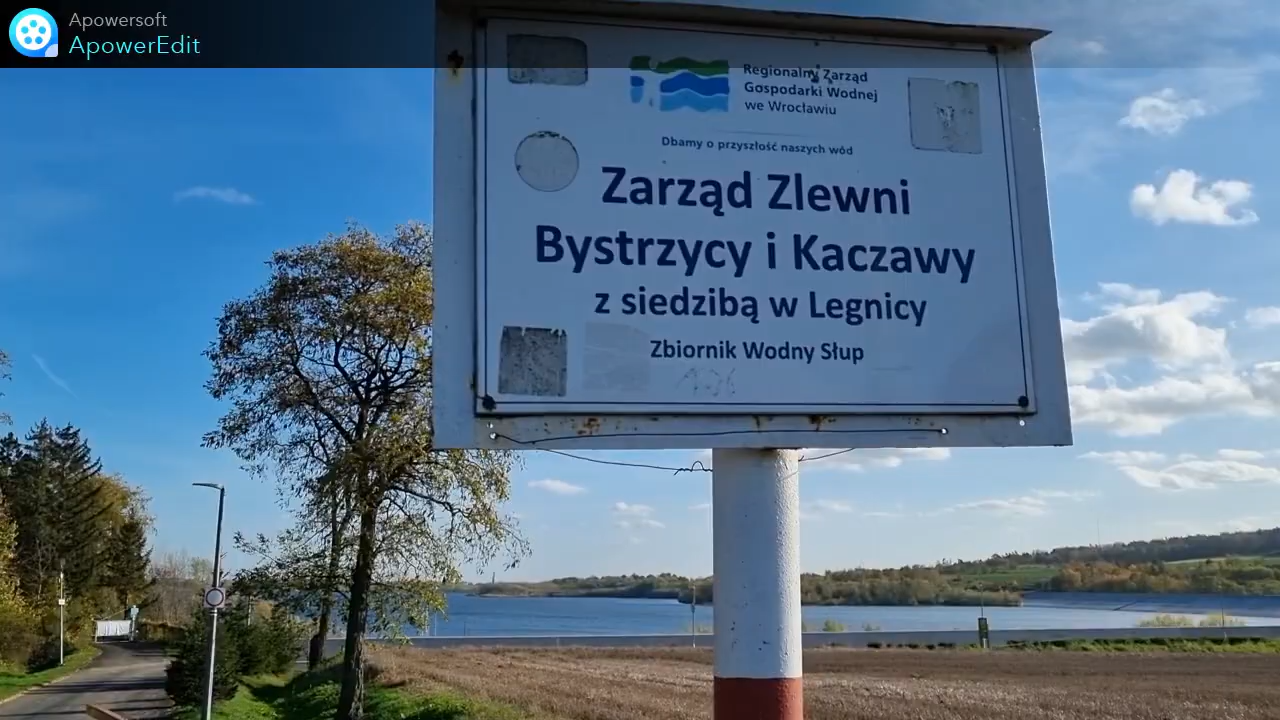 Apowersoft
ApowerEdit
Regionalny Zarząd
Gospodarki Wodnej
we Wrocławiu
Dbamy o przyszłość naszych wód
Zarząd Zlewni
Bystrzycy i Kaczawy
z siedzibą w Legnicy
Zbiornik Wodny Słup